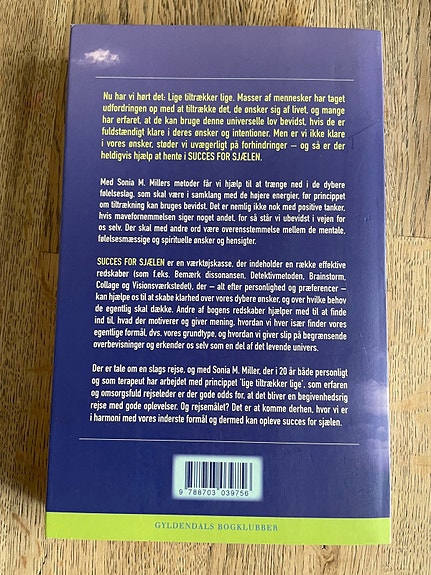 Nu har vi hørt det: Lige tiltrækker lige. Masser af mennesker har taget
udfordringen op med at tiltrække det, de ønsker sig af livet, og mange
har erfaret, at de kan bruge denne universelle lov bevidst, hvis de er
fuldstændigt klare i deres ønsker og intentioner. Men er vi ikke klare
i vores ønsker, støder vi uvægerligt på forhindringer – og så er der
heldigvis hjælp at hente i SUCCES FOR SJÆLEN.
Med Sonia M. Millers metoder får vi hjælp til at trænge ned i de dybere
følelseslag, som skal være i samklang med de højere energier, før princippet
om tiltrækning kan bruges bevidst. Det er nemlig ikke nok med positive tanker,
hvis mavefornemmelsen siger noget andet, for så står vi ubevidst i vejen for
os selv. Der skal med andre ord være overensstemmelse mellem de mentale,
følelsesmæssige og spirituelle ønsker og hensigter.
SUCCES FOR SJÆLEN er en værktøjskasse, der indeholder en række effektive
redskaber (som f.eks. Bemærk dissonansen, Detektivmetoden, Brainstorm,
Collage og Visionsværkstedet), der – alt efter personlighed og præferencer –
kan hjælpe os til at skabe klarhed over vores dybere ønsker, og over hvilke behov
de egentlig skal dække. Andre af bogens redskaber hjælper med til at finde
ind til, hvad der motiverer og giver mening, hvordan vi hver især finder vores
egentlige formål, dvs. vores grundtype, og hvordan vi giver slip på begrænsende
overbevisninger og erkender os selv som en del af det levende univers.
Der er tale om en slags rejse, og med Sonia M. Miller, der i 20 år både personligt
og som terapeut har arbejdet med princippet 'lige tiltrækker lige', som erfaren
og omsorgsfuld rejseleder er der gode odds for, at det bliver en begivenhedsrig
rejse med gode oplevelser. Og rejsemålet? Det er at komme derhen, hvor vi er
i harmoni med vores inderste formål og dermed kan opleve succes for sjælen.
9 788703 039756
GYLDENDALS BOGKLUBBER